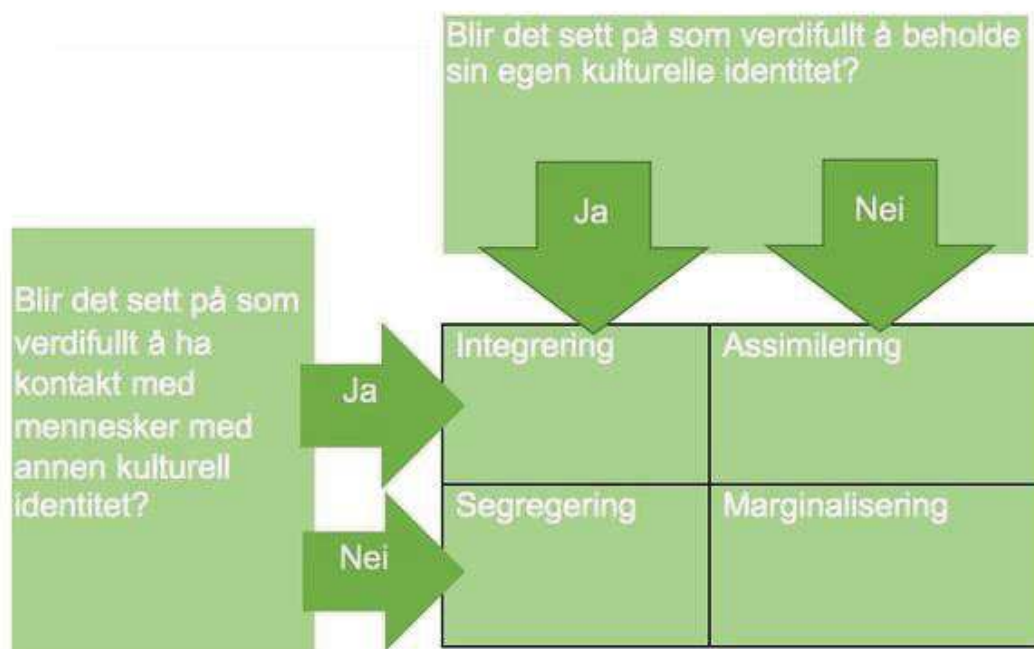 Blir det sett på som verdifullt å beholde
sin egen kulturelle identitet?
Ja
Nei
Blir det sett på som
verdifullt å ha
kontakt med
mennesker med
annen kulturell
identitet?
Ja
Integrering
Assimilering
Nei
Segregering
Marginalisering